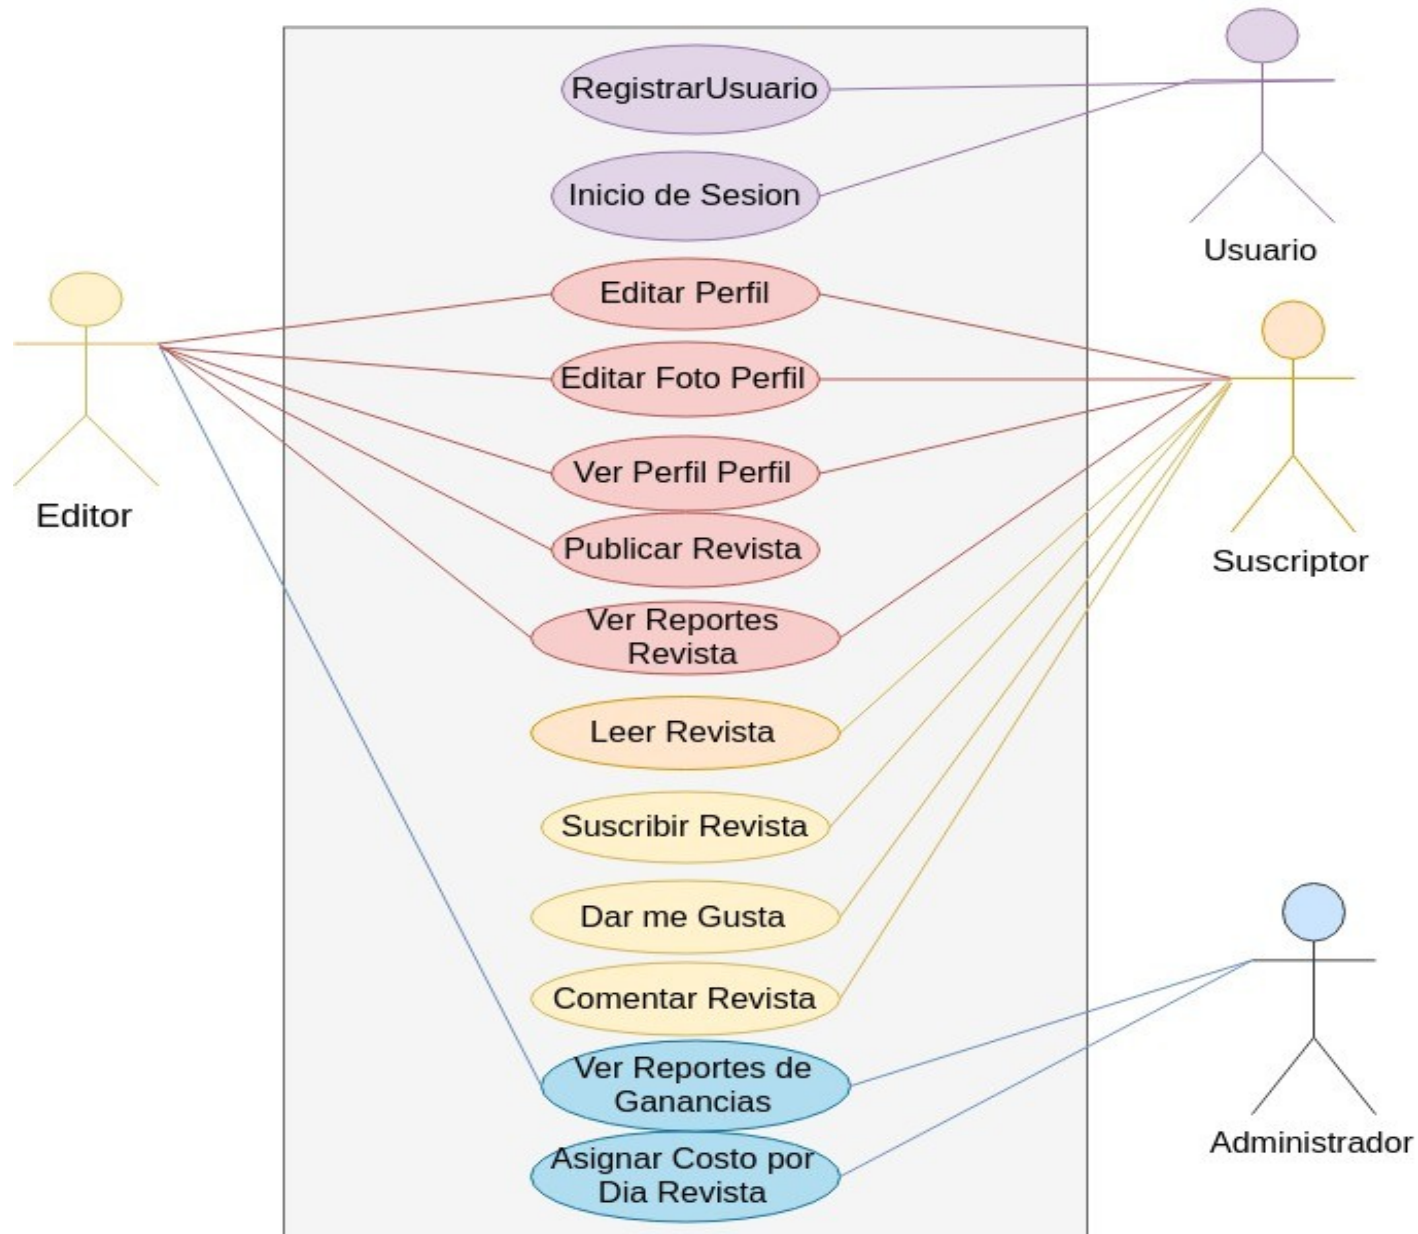 RegistrarUsuario
Inicio de Sesion
Usuario
Editar Perfil
Editar Foto Perfil
Ver Perfil Perfil
Editor
Publicar Revista
Suscriptor
Ver Reportes
Revista
Leer Revista
Suscribir Revista
Dar me Gusta
Comentar Revista
Ver Reportes de
Ganancias
Administrador
Asignar Costo por
Dia Revista